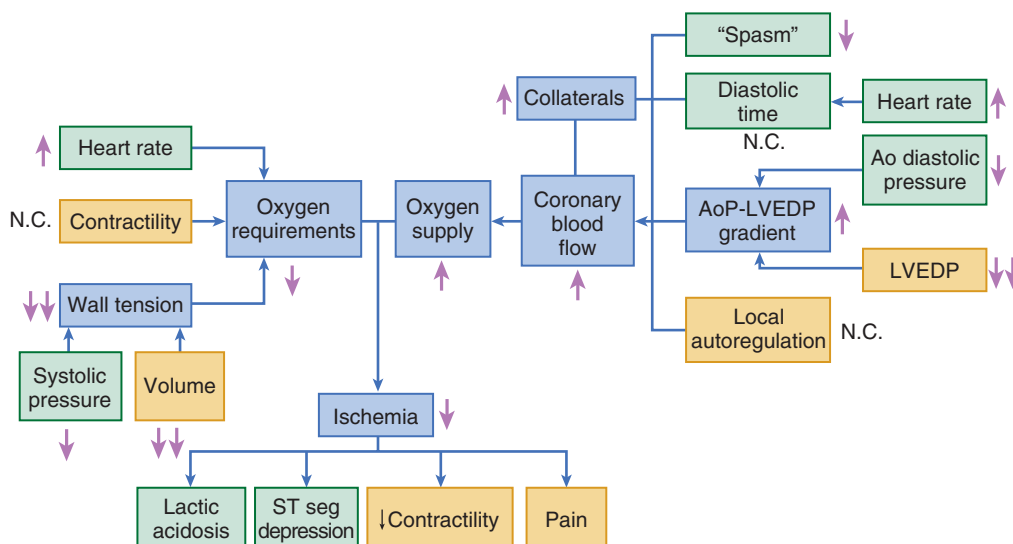 “Spasm”
Collaterals
Diastolic
time
Heart rate
N.C.
Heart rate
Ao diastolic
pressure
N.C.
Contractility
Oxygen
requirements
Oxygen
supply
Coronary
blood
flow
AoP-LVEDP
gradient
LVEDP
Wall tension
Local
autoregulation
N.C.
Systolic
pressure
Volume
Ischemia
Lactic
acidosis
ST seg
depression
↓Contractility
Pain